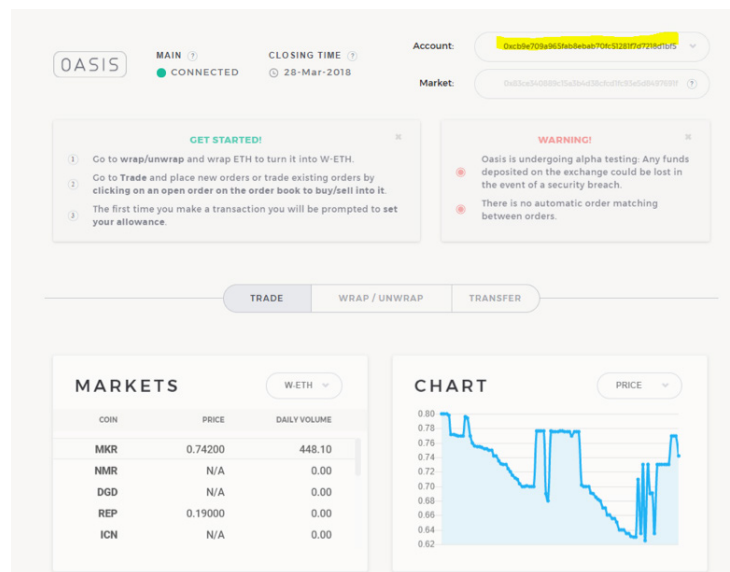 OASIS
MAIN ?
CONNECTED
CLOSING TIME ?
28-Mar-2018
Account:
Market:
?
GET STARTED!
×
1 Go to wrap/unwrap and wrap ETH to turn it into W-ETH.
2 Go to Trade and place new orders or trade existing orders by
clicking on an open order on the order book to buy/sell into it.
3 The first time you make a transaction you will be prompted to set
your allowance.
WARNING!
×
Oasis is undergoing alpha testing: Any funds
deposited on the exchange could be lost in
the event of a security breach.
There is no automatic order matching
between orders.
TRADE WRAP / UNWRAP TRANSFER
MARKETS
W-ETH
COIN PRICE DAILY VOLUME
MKR 0.74200 448.10
NMR N/A 0.00
DGD N/A 0.00
REP 0.19000 0.00
ICN N/A 0.00
CHART
PRICE
0.80
0.78
0.76
0.74
0.72
0.70
0.68
0.66
0.64
0.62